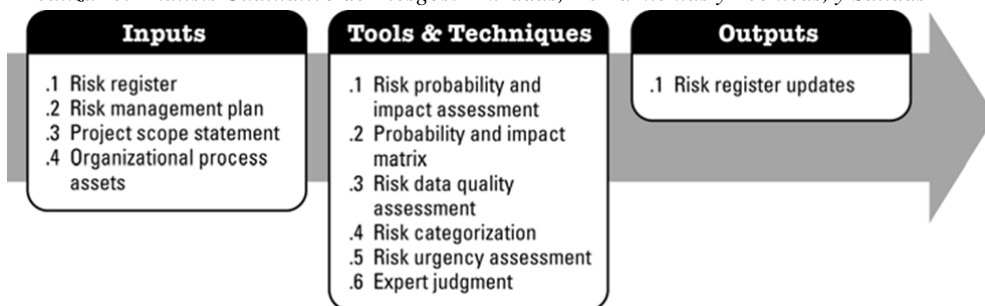 Inputs
.1 Risk register
.2 Risk management plan
.3 Project scope statement
.4 Organizational process
assets
Tools & Techniques
.1 Risk probability and
impact assessment
.2 Probability and impact
matrix
.3 Risk data quality
assessment
.4 Risk categorization
.5 Risk urgency assessment
.6 Expert judgment
Outputs
.1 Risk register updates